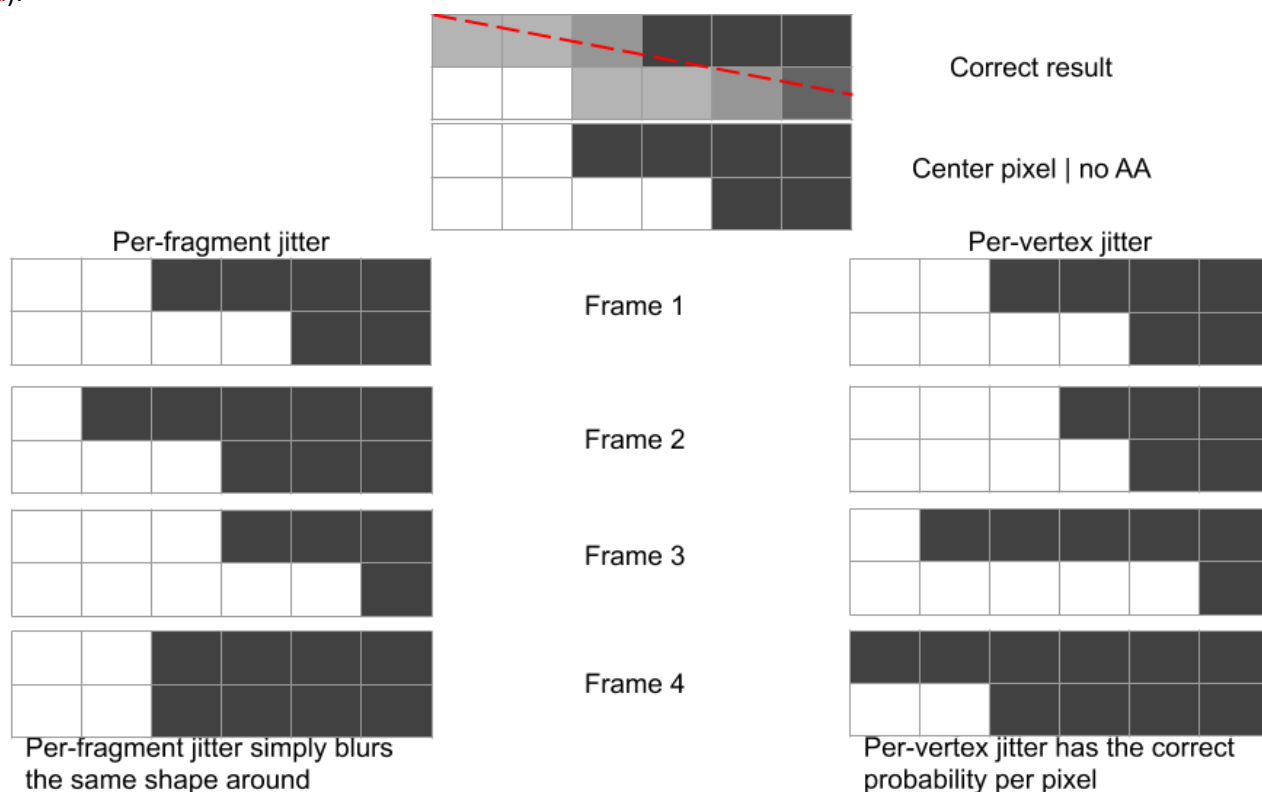 Correct result
Center pixel | no AA
Per-fragment jitter
Per-vertex jitter
Frame 1
Frame 2
Frame 3
Frame 4
Per-fragment jitter simply blurs
the same shape around
Per-vertex jitter has the correct
probability per pixel